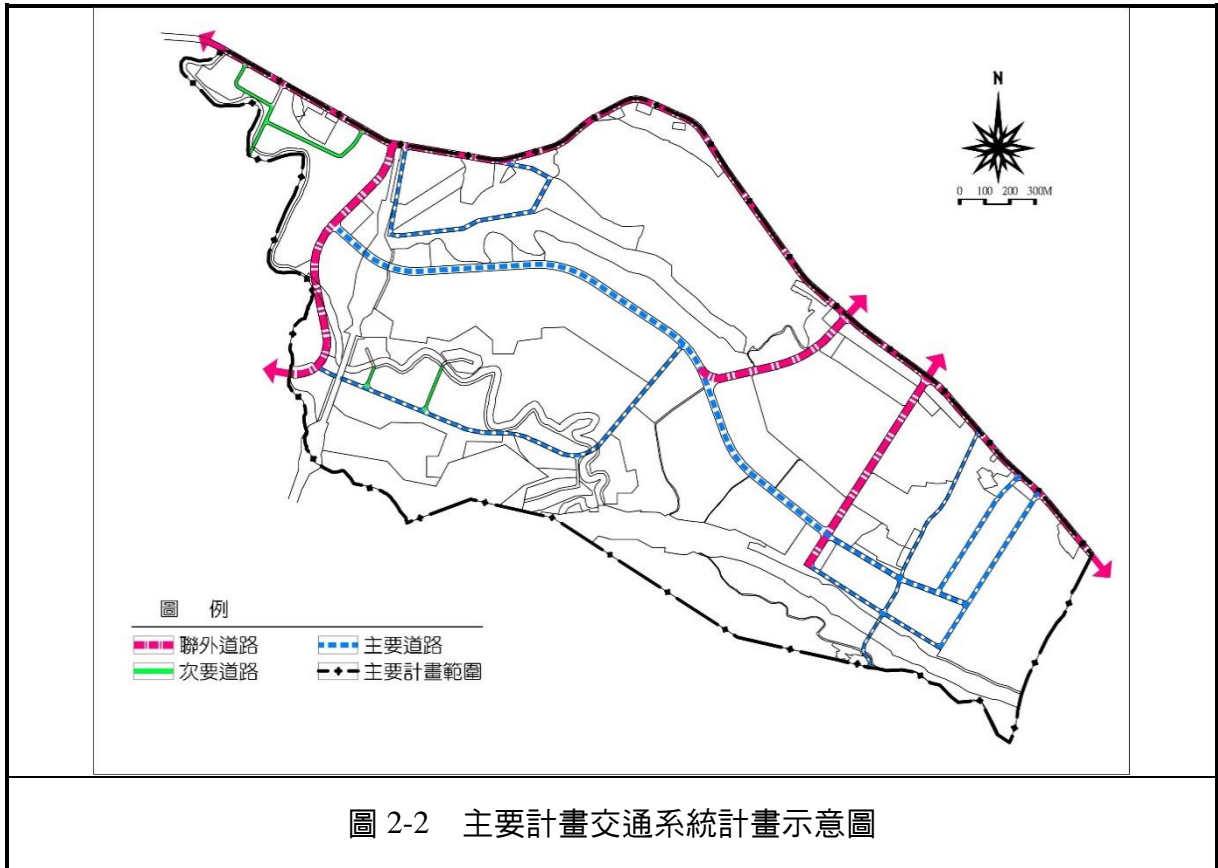 N
0 100 200 300M
圖 例
聯外道路 主要道路
次要道路 主要計畫範圍
圖 2-2 主要計畫交通系統計畫示意圖